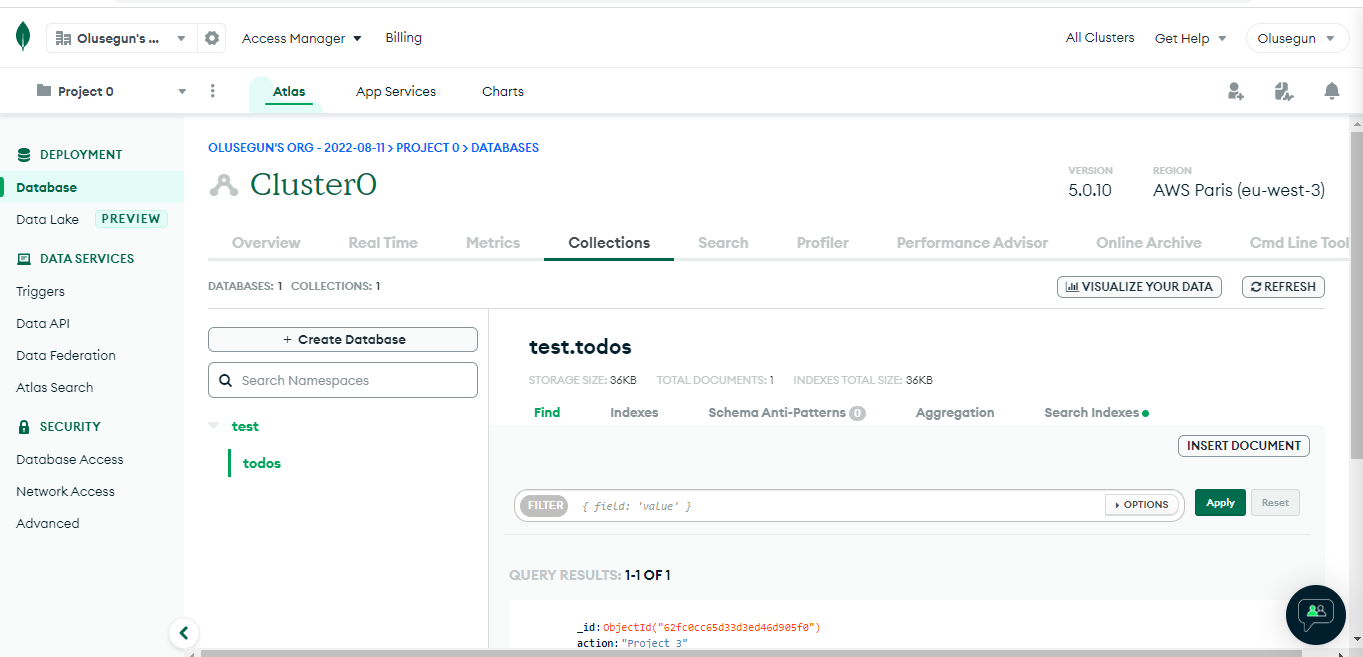 Olusegun's ...
Access Manager
Billing
All Clusters
Get Help
Olusegun
Project 0
Atlas
App Services
Charts
DEPLOYMENT
Database
Data Lake
PREVIEW
DATA SERVICES
Triggers
Data API
Data Federation
Atlas Search
SECURITY
Database Access
Network Access
Advanced
OLUSEGUN'S ORG - 2022-08-11 > PROJECT 0 > DATABASES
Cluster0
VERSION
5.0.10
REGION
AWS Paris (eu-west-3)
Overview
Real Time
Metrics
Collections
Search
Profiler
Performance Advisor
Online Archive
Cmd Line Tool
DATABASES: 1 COLLECTIONS: 1
VISUALIZE YOUR DATA
REFRESH
+ Create Database
Search Namespaces
test
todos
test.todos
STORAGE SIZE: 36KB TOTAL DOCUMENTS: 1 INDEXES TOTAL SIZE: 36KB
Find
Indexes
Schema Anti-Patterns 0
Aggregation
Search Indexes
INSERT DOCUMENT
FILTER
{ field: 'value' }
OPTIONS
Apply
Reset
QUERY RESULTS: 1-1 OF 1
_id: ObjectId("62fc0cc65d33d3ed46d905f0")
action: "Project 3"